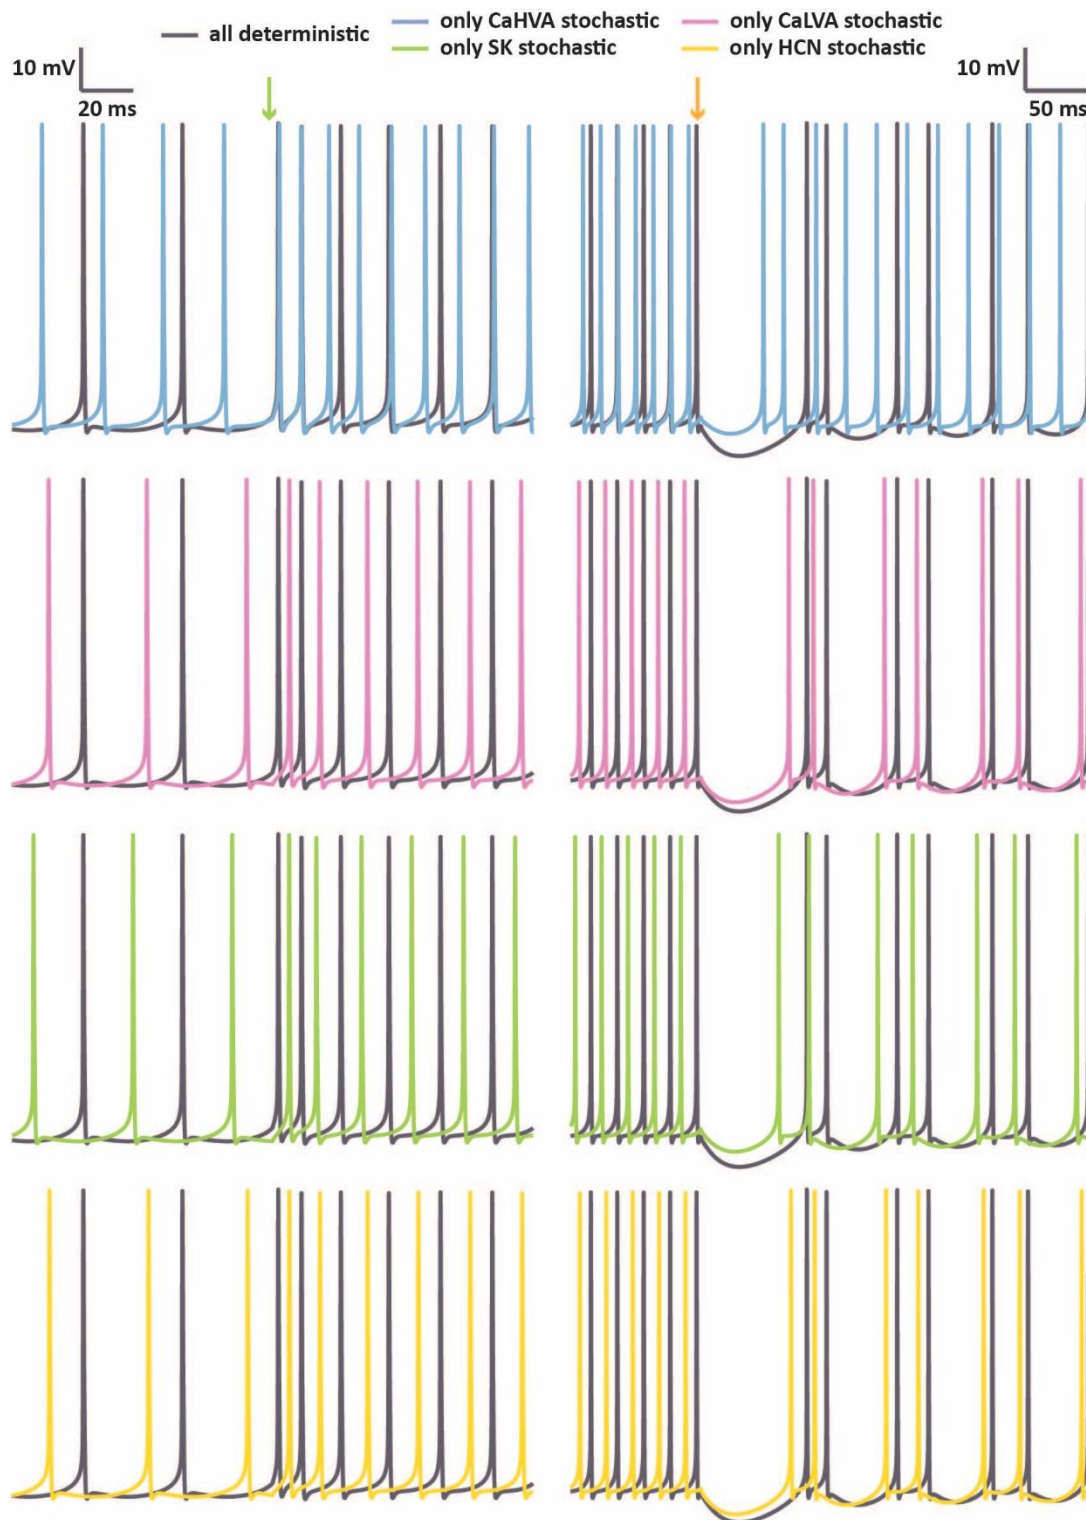 all deterministic
only CaHVA stochastic
only CaLVA stochastic
only SK stochastic
only HCN stochastic
10 mV
20 ms
10 mV
50 ms